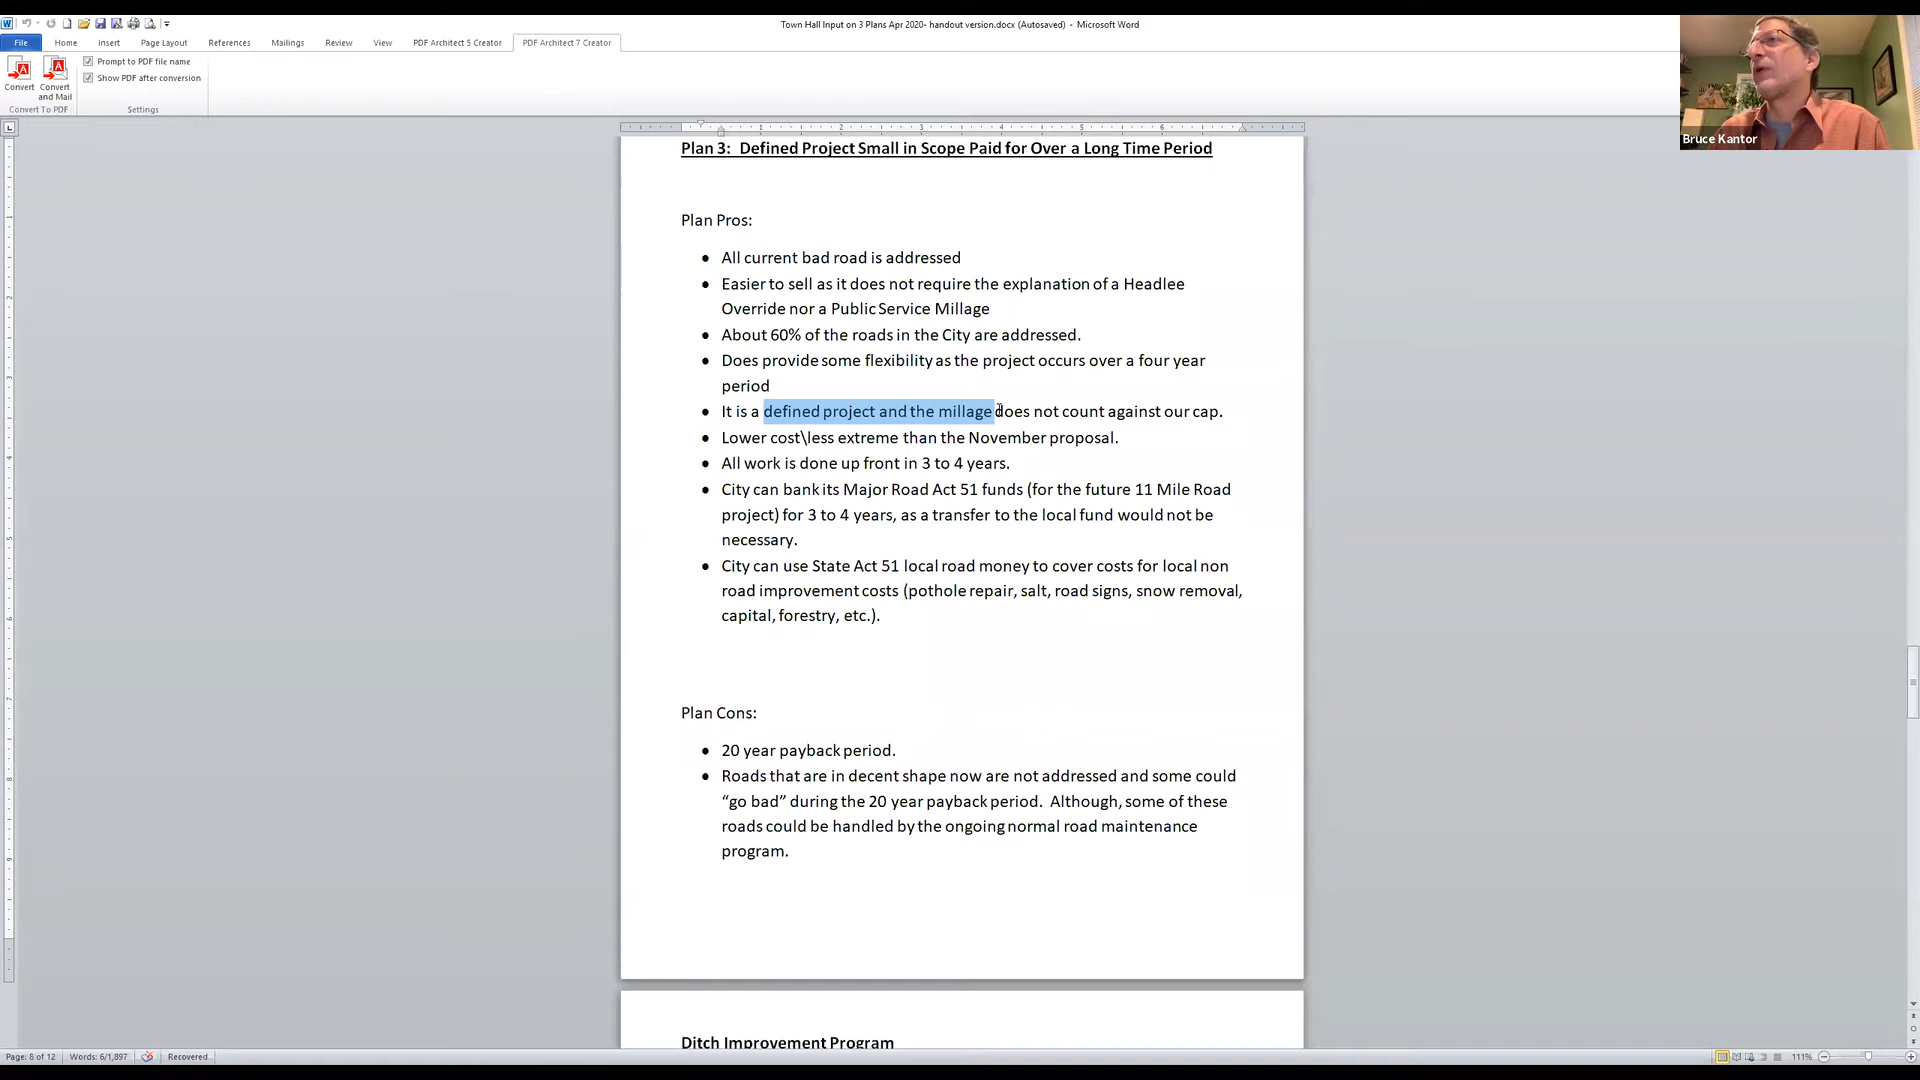 Town Hall Input on 3 Plans Apr 2020- handout version.docx (Autosaved) - Microsoft Word
File Home Insert Page Layout References Mailings Review View PDF Architect 5 Creator PDF Architect 7 Creator
Prompt to PDF file name
Show PDF after conversion
Convert
Convert and Mail
Convert To PDF
Settings
Bruce Kantor
1 2 3 4 5 6
Plan 3: Defined Project Small in Scope Paid for Over a Long Time Period
Plan Pros:
• All current bad road is addressed
• Easier to sell as it does not require the explanation of a Headlee
Override nor a Public Service Millage
• About 60% of the roads in the City are addressed.
• Does provide some flexibility as the project occurs over a four year
period
• It is a defined project and the millage does not count against our cap.
• Lower cost\less extreme than the November proposal.
• All work is done up front in 3 to 4 years.
• City can bank its Major Road Act 51 funds (for the future 11 Mile Road
project) for 3 to 4 years, as a transfer to the local fund would not be
necessary.
• City can use State Act 51 local road money to cover costs for local non
road improvement costs (pothole repair, salt, road signs, snow removal,
capital, forestry, etc.).
Plan Cons:
• 20 year payback period.
• Roads that are in decent shape now are not addressed and some could
“go bad” during the 20 year payback period. Although, some of these
roads could be handled by the ongoing normal road maintenance
program.
Ditch Improvement Program
Page: 8 of 12 Words: 6/1,897 Recovered 111%